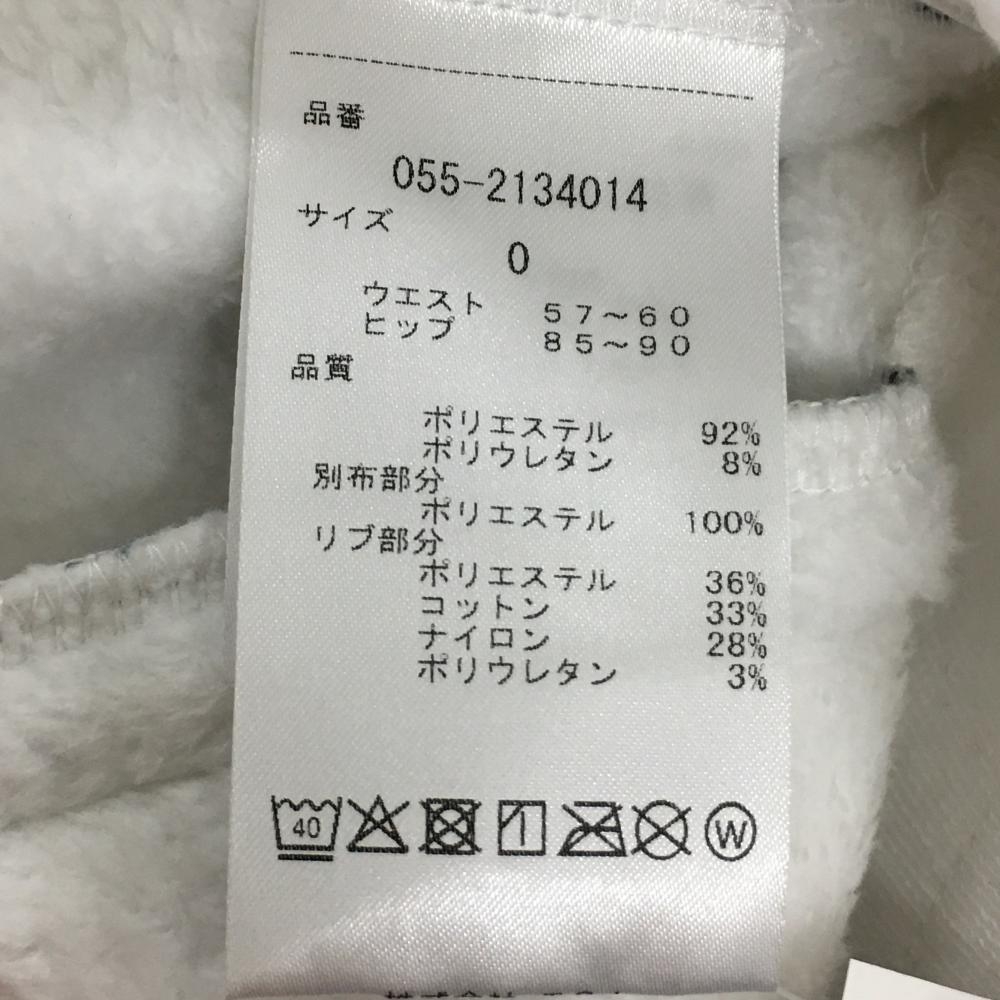 品番
055-2134014
サイズ
0
ウエスト 57〜60
ヒップ 85〜90
品質
ポリエステル 92%
ポリウレタン 8%
別布部分
ポリエステル 100%
リブ部分
ポリエステル 36%
コットン 33%
ナイロン 28%
ポリウレタン 3%
40 W